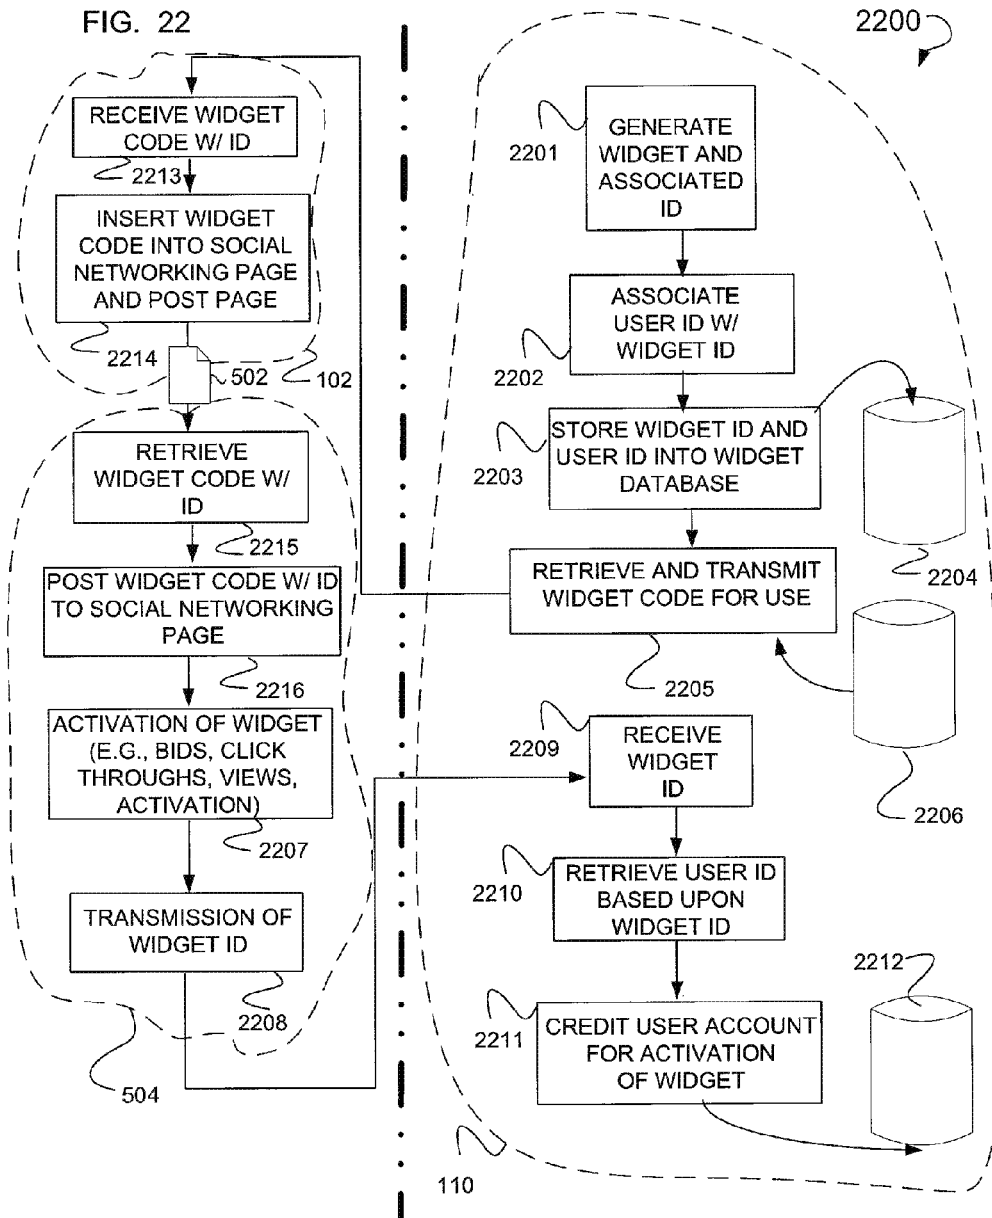 FIG. 22
2200
RECEIVE WIDGET
CODE W/ ID
2213
INSERT WIDGET
CODE INTO SOCIAL
NETWORKING PAGE
AND POST PAGE
2214
502
102
RETRIEVE
WIDGET CODE W/
ID
2215
POST WIDGET CODE W/ ID
TO SOCIAL NETWORKING
PAGE
2216
ACTIVATION OF WIDGET
(E.G., BIDS, CLICK
THROUGHS, VIEWS,
ACTIVATION)
2207
TRANSMISSION OF
WIDGET ID
2208
504
2201
GENERATE
WIDGET AND
ASSOCIATED
ID
ASSOCIATE
USER ID W/
WIDGET ID
2202
STORE WIDGET ID AND
USER ID INTO WIDGET
DATABASE
2203
2204
RETRIEVE AND TRANSMIT
WIDGET CODE FOR USE
2205
2206
2209
RECEIVE
WIDGET
ID
2210
RETRIEVE USER ID
BASED UPON
WIDGET ID
2212
2211
CREDIT USER ACCOUNT
FOR ACTIVATION
OF WIDGET
110